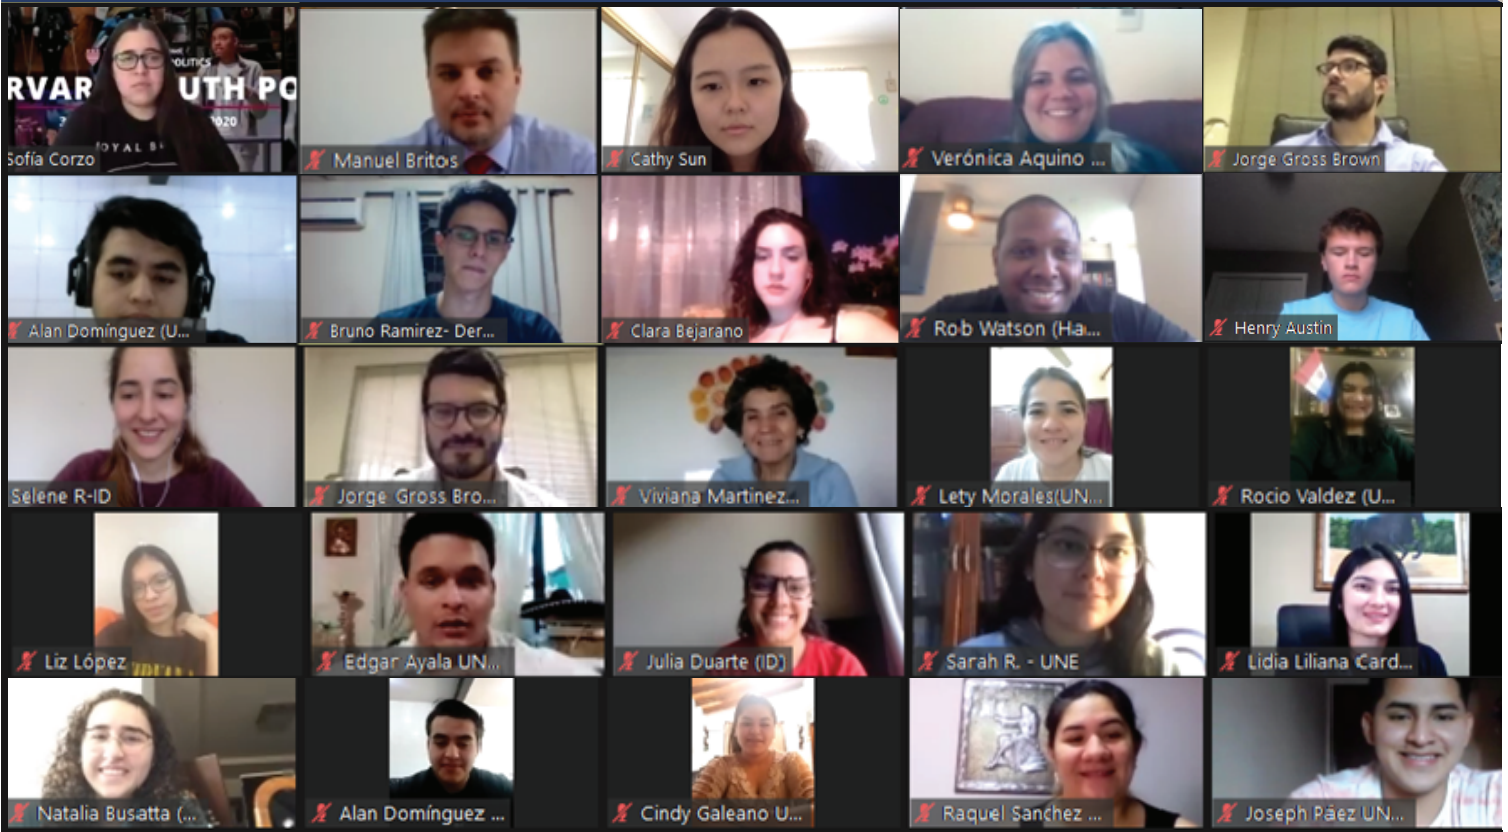 POLITICS
RVAR UTH PO
2020
OYAL B
Sofía Corzo
Manuel Britos
Cathy Sun
Verónica Aquino ...
Jorge Gross Brown
Alan Domínguez (U...
Bruno Ramirez- Der...
Clara Bejarano
Rob Watson (Ha...
Henry Austin
Selene R-ID
Jorge Gross Bro...
Viviana Martinez...
Lety Morales(UN...
Rocio Valdez (U...
Liz López
Edgar Ayala UN...
Julia Duarte (ID)
Sarah R. - UNE
Lidia Liliana Card...
Natalia Busatta (...
Alan Domínguez ...
Cindy Galeano U...
Raquel Sanchez ...
Joseph Páez UN...